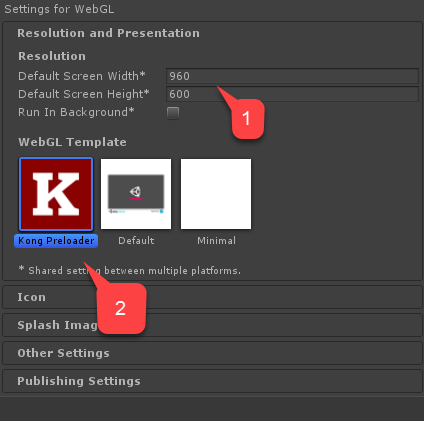 Settings for WebGL
Resolution and Presentation
Resolution
Default Screen Width* 960
Default Screen Height* 600
Run In Background*
1
WebGL Template
K
Kong Preloader Default Minimal
* Shared setting between multiple platforms.
Icon
2
Splash Imag
Other Settings
Publishing Settings